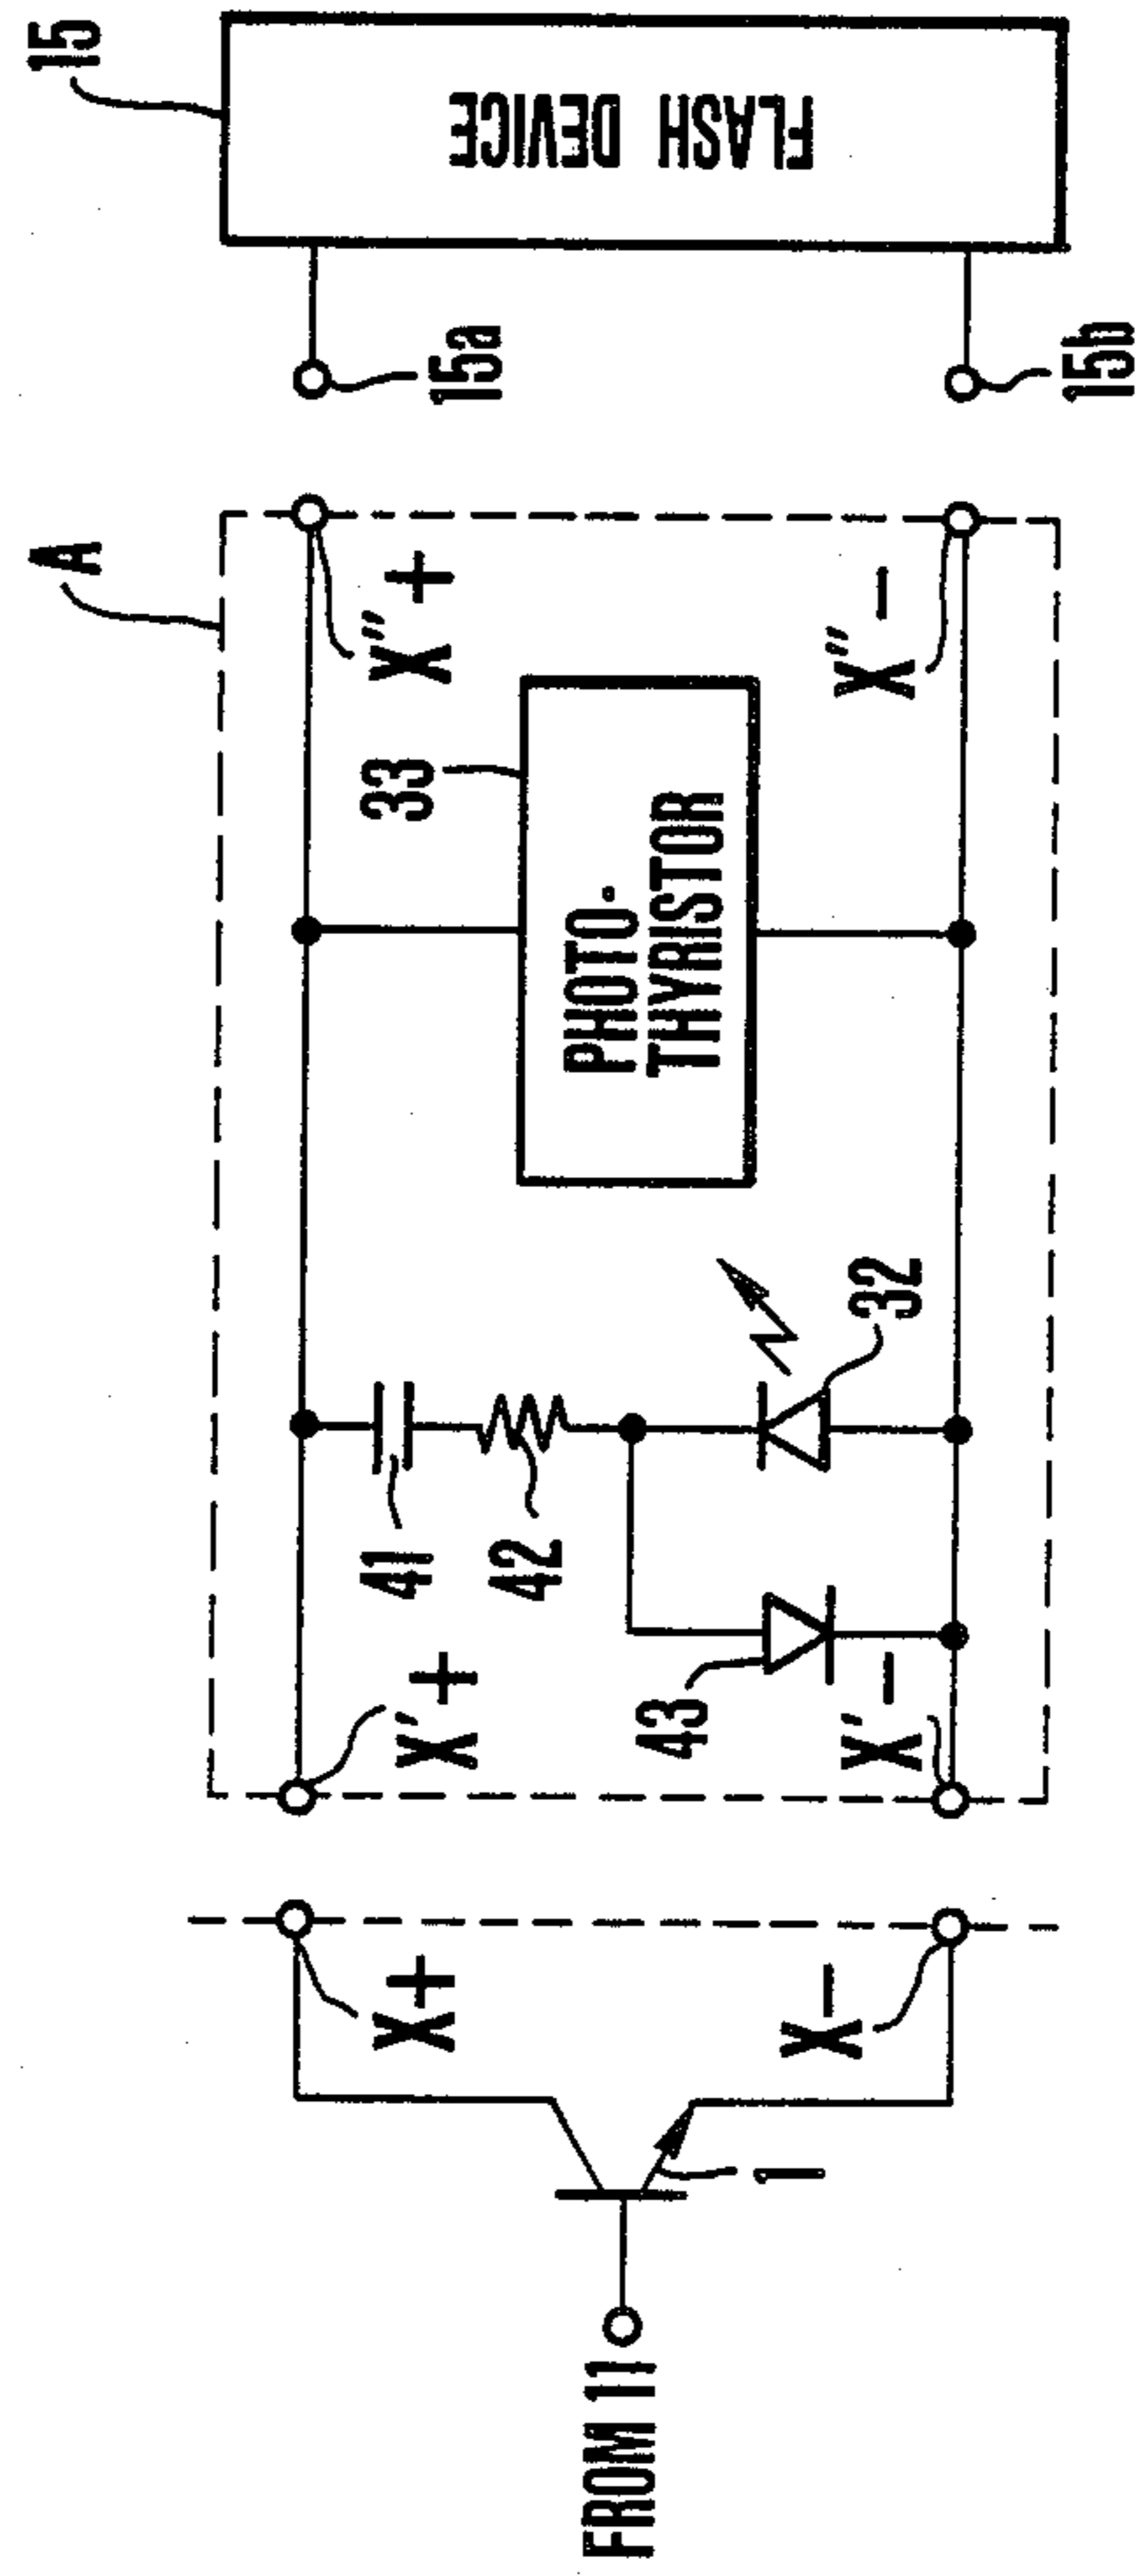 FROM 11
1
X+
X-
X'+
X'-
41
42
43
32
A
33
PHOTO-
THYRISTOR
X"+
X"-
15a
15b
15
FLASH DEVICE